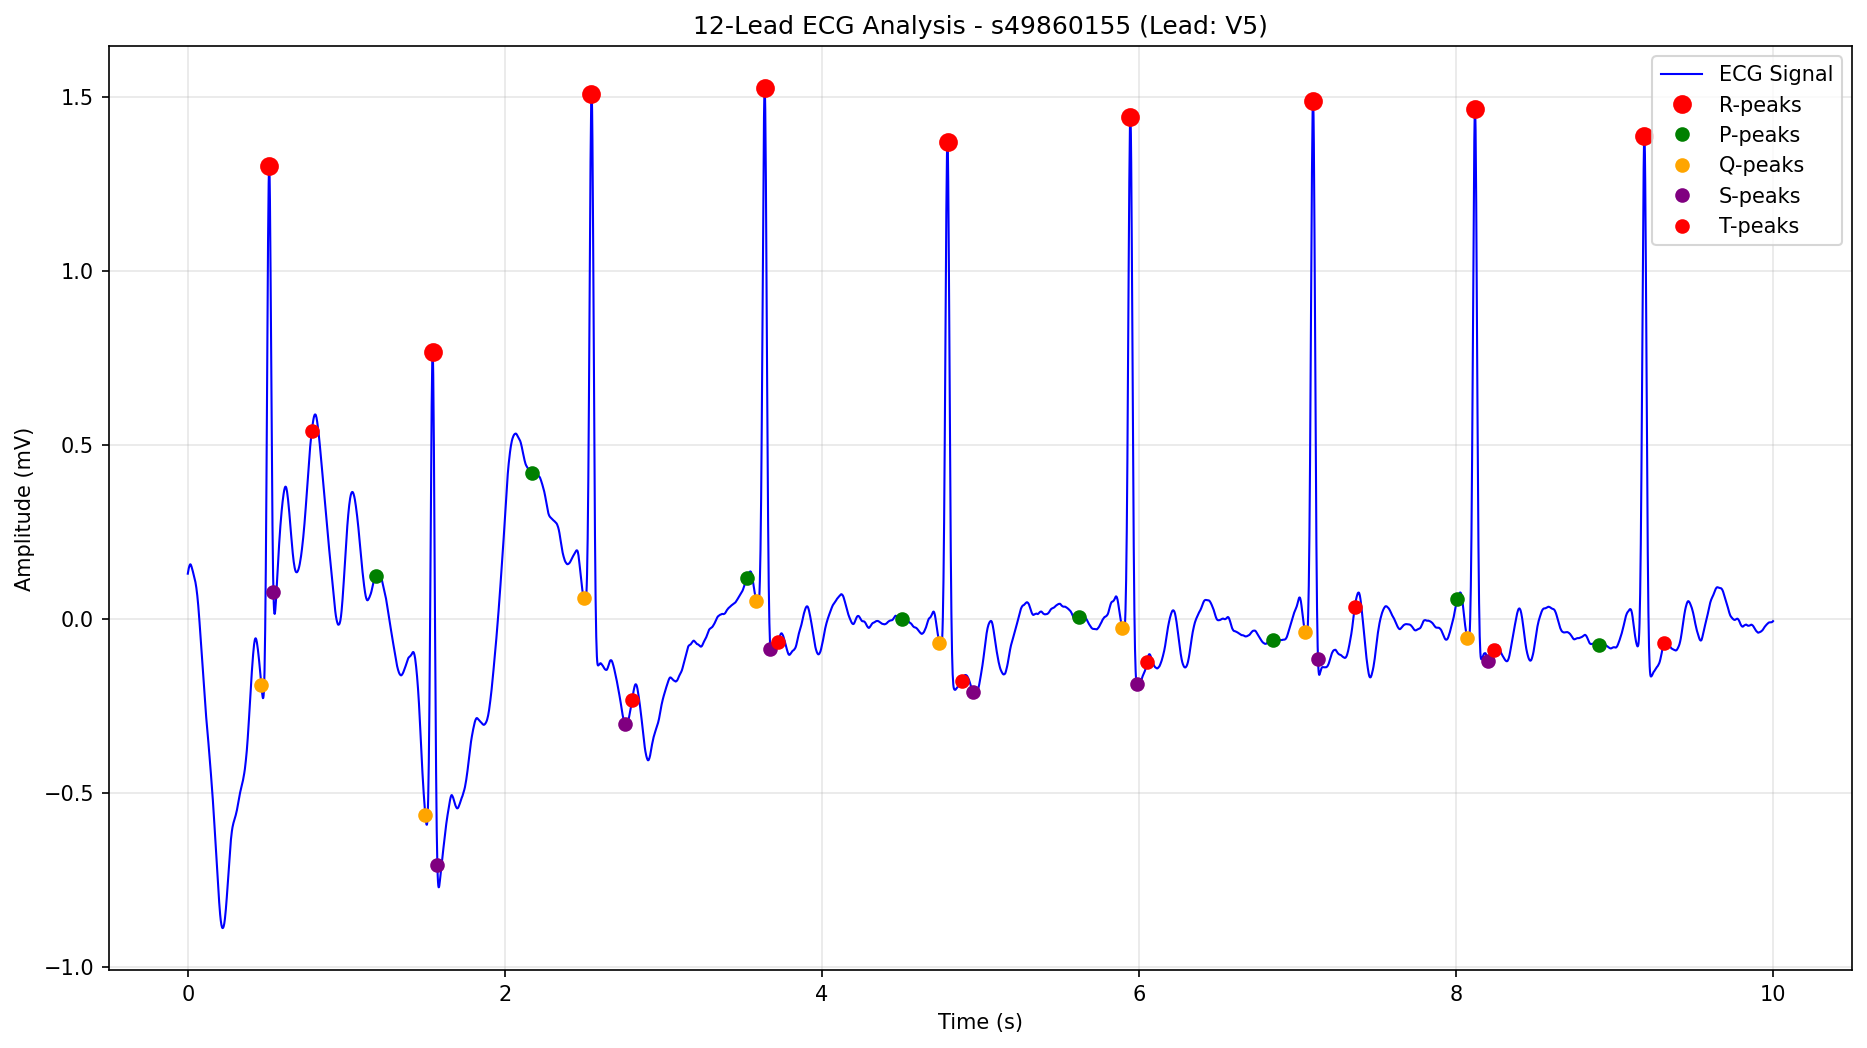 12-Lead ECG Analysis - s49860155 (Lead: V5)
ECG Signal
R-peaks
P-peaks
Q-peaks
S-peaks
T-peaks
Amplitude (mV)
1.5
1.0
0.5
0.0
−0.5
−1.0
0 2 4 6 8 10
Time (s)